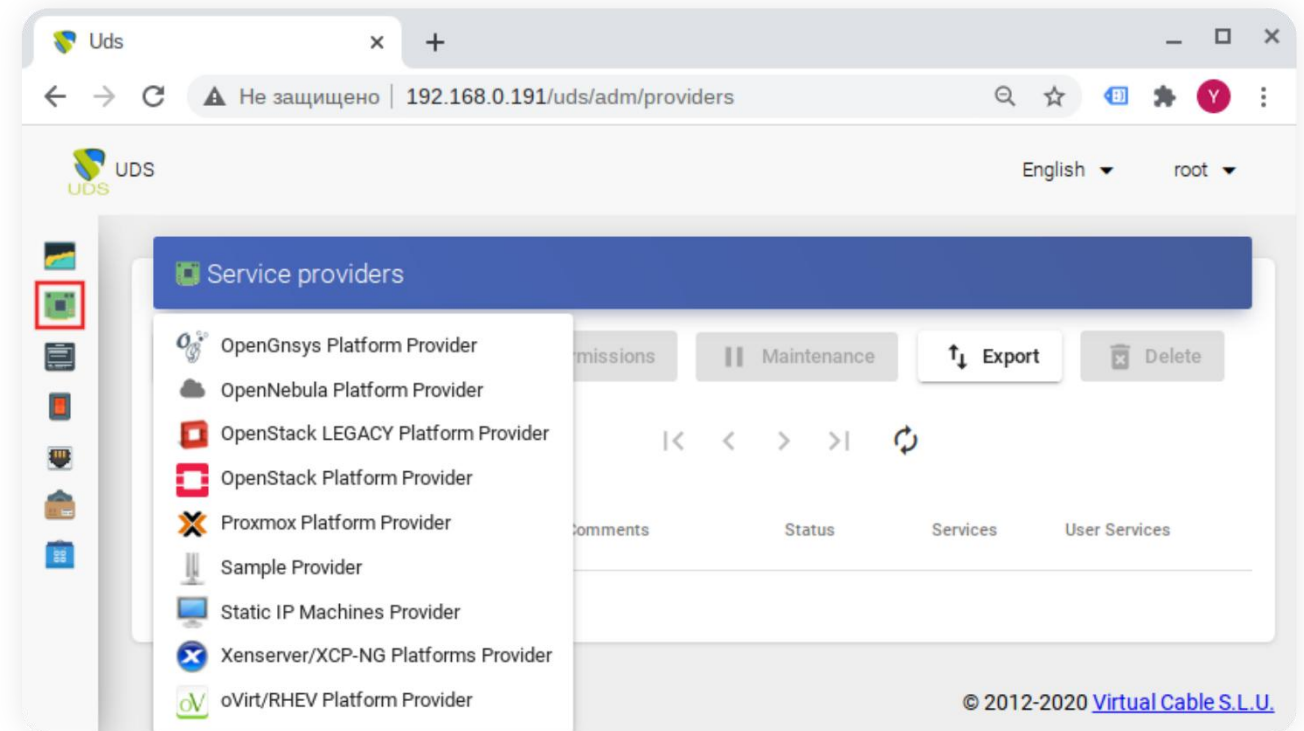 Uds
Не защищено 192.168.0.191/uds/adm/providers
Y
UDS UDS
English root
Service providers
OpenGnsys Platform Provider
OpenNebula Platform Provider
OpenStack LEGACY Platform Provider
OpenStack Platform Provider
Proxmox Platform Provider
Sample Provider
Static IP Machines Provider
Xenserver/XCP-NG Platforms Provider
oV oVirt/RHEV Platform Provider
Maintenance Export Delete
Status Services User Services
© 2012-2020 Virtual Cable S.L.U.